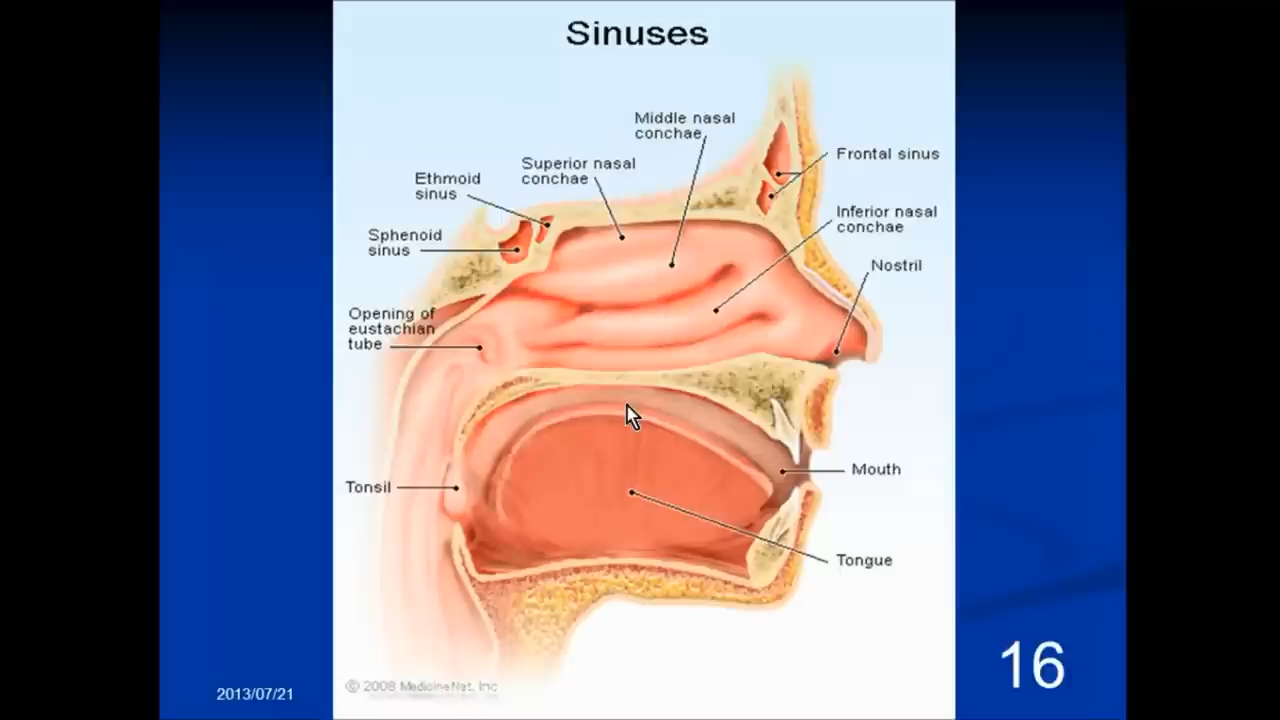 Sinuses
Middle nasal
conchae
Superior nasal
conchae
Frontal sinus
Ethmoid
sinus
Inferior nasal
conchae
Sphenoid
sinus
Nostril
Opening of
eustachian
tube
Mouth
Tonsil
Tongue
© 2008 MedicineNet, Inc
2013/07/21
16